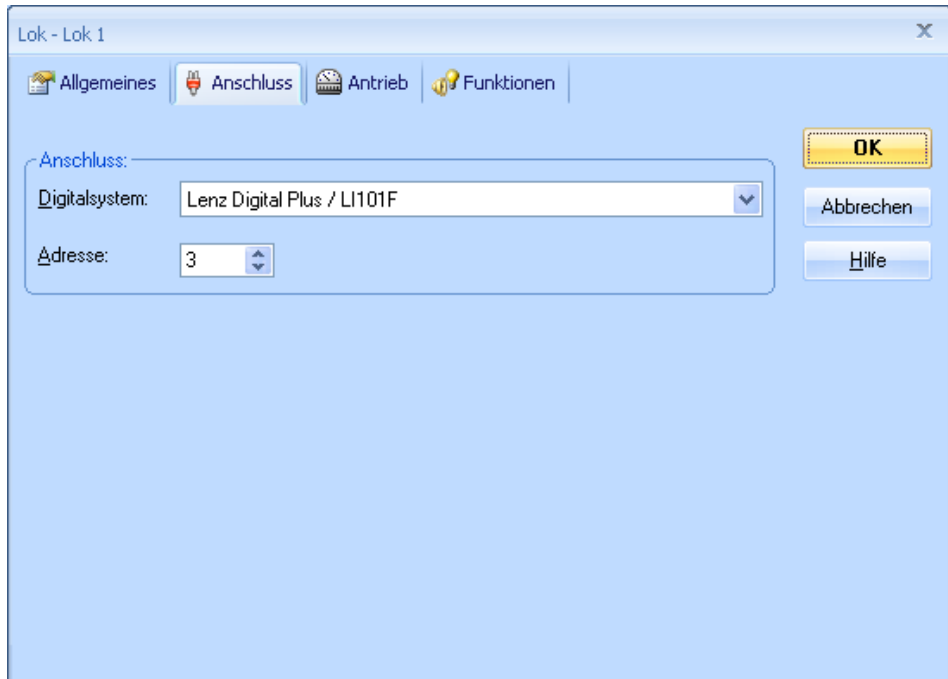 Lok - Lok 1
Allgemeines Anschluss Antrieb Funktionen
Anschluss:
Digitalsystem: Lenz Digital Plus / LI101F
Adresse: 3
OK
Abbrechen
Hilfe